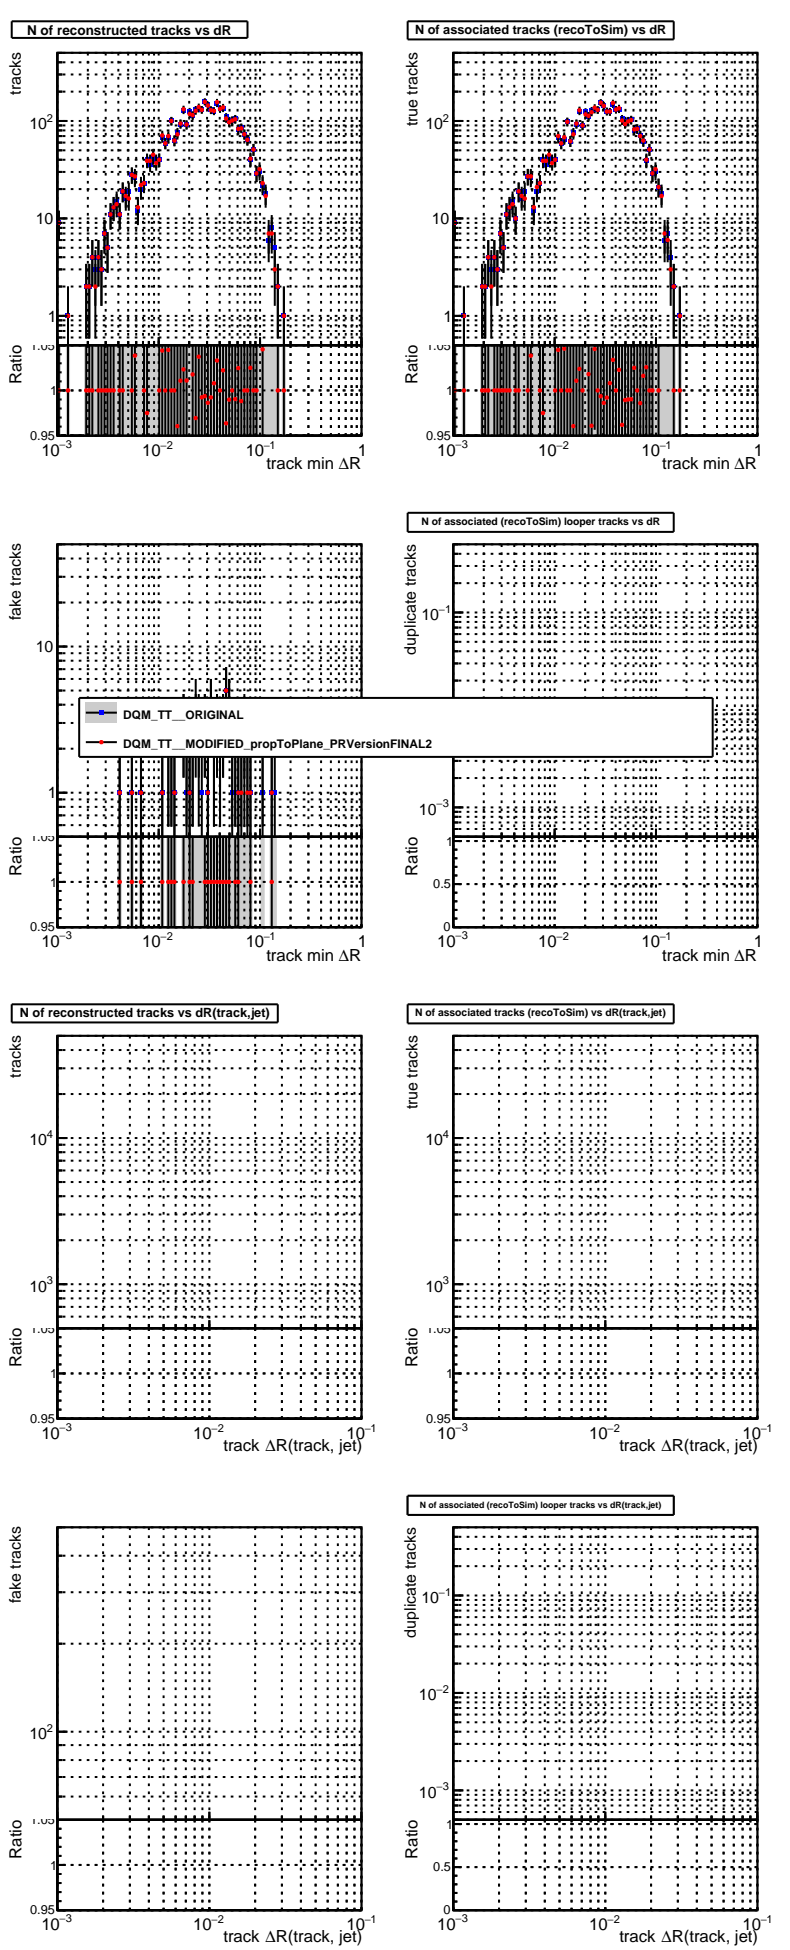 N of reconstructed tracks vs dR
tracks
10²
10
1
Ratio
1.05
1
0.95
10⁻³ 10⁻² 10⁻¹ 1
track min ΔR
N of associated tracks (recoToSim) vs dR
true tracks
10²
10
1
Ratio
1.05
1
0.95
10⁻³ 10⁻² 10⁻¹ 1
track min ΔR
fake tracks
10
1
Ratio
1.05
1
0.95
10⁻³ 10⁻² 10⁻¹ 1
track min ΔR
N of associated (recoToSim) looper tracks vs dR
duplicate tracks
10⁻¹
10⁻³
Ratio
1
0.5
0
10⁻³ 10⁻² 10⁻¹ 1
track min ΔR
DQM_TT__ORIGINAL
DQM_TT__MODIFIED_propToPlane_PRVersionFINAL2
N of reconstructed tracks vs dR(track,jet)
tracks
10⁴
10³
Ratio
1.05
1
0.95
10⁻³ 10⁻² 10⁻¹
track ΔR(track, jet)
N of associated tracks (recoToSim) vs dR(track,jet)
true tracks
10⁴
10³
Ratio
1.05
1
0.95
10⁻³ 10⁻² 10⁻¹
track ΔR(track, jet)
fake tracks
10²
Ratio
1.05
1
0.95
10⁻³ 10⁻² 10⁻¹
track ΔR(track, jet)
N of associated (recoToSim) looper tracks vs dR(track,jet)
duplicate tracks
10⁻¹
10⁻²
10⁻³
Ratio
1
0.5
0
10⁻³ 10⁻² 10⁻¹
track ΔR(track, jet)